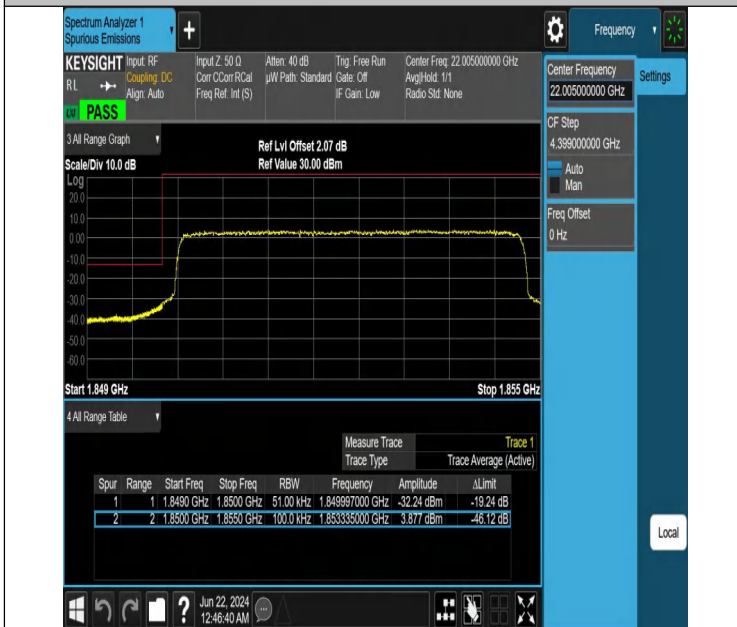 Spectrum Analyzer 1
Spurious Emissions
+
Frequency
KEYSIGHT Input: RF Input Z: 50 Ω Atten: 40 dB Trig: Free Run Center Freq: 22.005000000 GHz
RL Coupling: DC Corr CCorr RCal µW Path: Standard Gate: Off Avg|Hold: 1/1
Align: Auto Freq Ref: Int (S) IF Gain: Low Radio Std: None
PASS
Center Frequency
22.005000000 GHz
Settings
CF Step
4.399000000 GHz
Auto
Man
Freq Offset
0 Hz
3 All Range Graph
Ref Lvl Offset 2.07 dB
Scale/Div 10.0 dB Ref Value 30.00 dBm
Log
20.0
10.0
0.00
-10.0
-20.0
-30.0
-40.0
-50.0
-60.0
Start 1.849 GHz Stop 1.855 GHz
4 All Range Table
Measure Trace Trace 1
Trace Type Trace Average (Active)
Spur Range Start Freq Stop Freq RBW Frequency Amplitude ΔLimit
1 1 1.8490 GHz 1.8500 GHz 51.00 kHz 1.849997000 GHz -32.24 dBm -19.24 dB
2 2 1.8500 GHz 1.8550 GHz 100.0 kHz 1.853335000 GHz 3.877 dBm -46.12 dB
Local
? Jun 22, 2024
12:46:40 AM